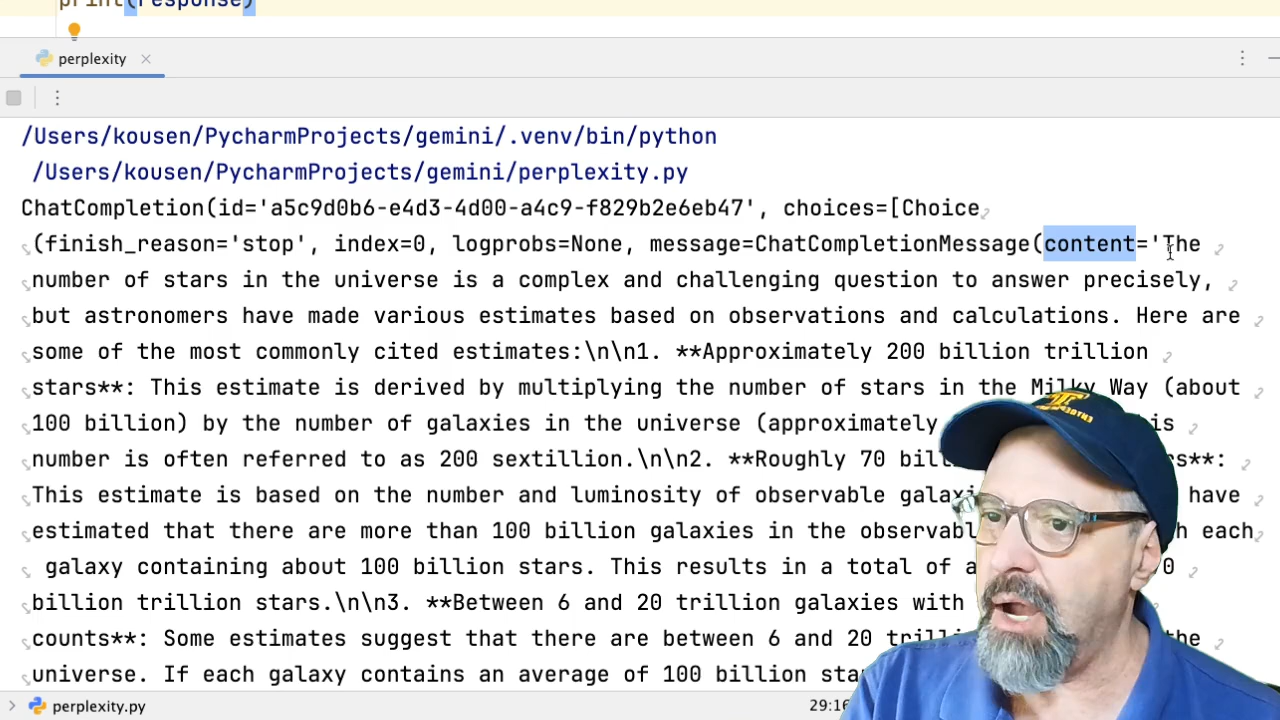 print(response)
perplexity
/Users/kousen/PycharmProjects/gemini/.venv/bin/python
/Users/kousen/PycharmProjects/gemini/perplexity.py
ChatCompletion(id='a5c9d0b6-e4d3-4d00-a4c9-f829b2e6eb47', choices=[Choice
(finish_reason='stop', index=0, logprobs=None, message=ChatCompletionMessage(content='The
number of stars in the universe is a complex and challenging question to answer precisely,
but astronomers have made various estimates based on observations and calculations. Here are
some of the most commonly cited estimates:\n\n1. **Approximately 200 billion trillion
stars**: This estimate is derived by multiplying the number of stars in the Milky Way (about
100 billion) by the number of galaxies in the universe (approximately
number is often referred to as 200 sextillion.\n\n2. **Roughly 70
This estimate is based on the number and luminosity of observable have
estimated that there are more than 100 billion galaxies in the each
galaxy containing about 100 billion stars. This results in a total of
billion trillion stars.\n\n3. **Between 6 and 20 trillion galaxies with
counts**: Some estimates suggest that there are between 6 and 20
universe. If each galaxy contains an average of 100 billion
perplexity.py
29:16